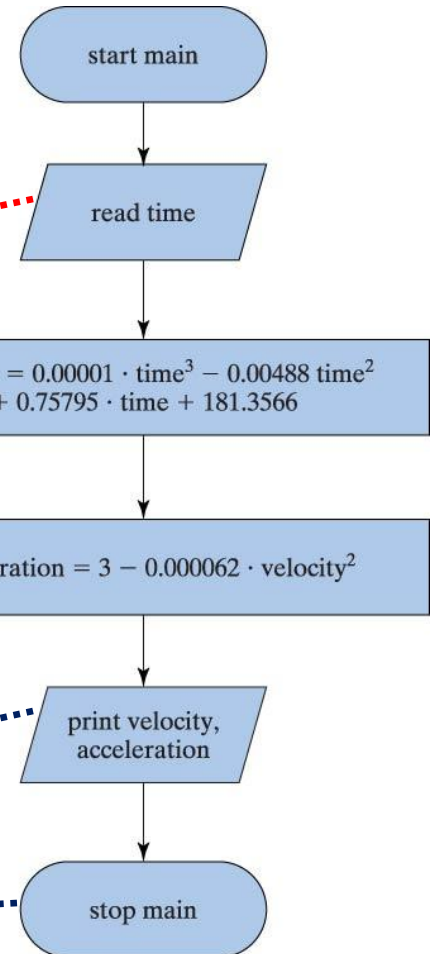 start main
read time
= 0.00001 · time³ − 0.00488 time²
+ 0.75795 · time + 181.3566
ration = 3 − 0.000062 · velocity²
print velocity,
acceleration
stop main